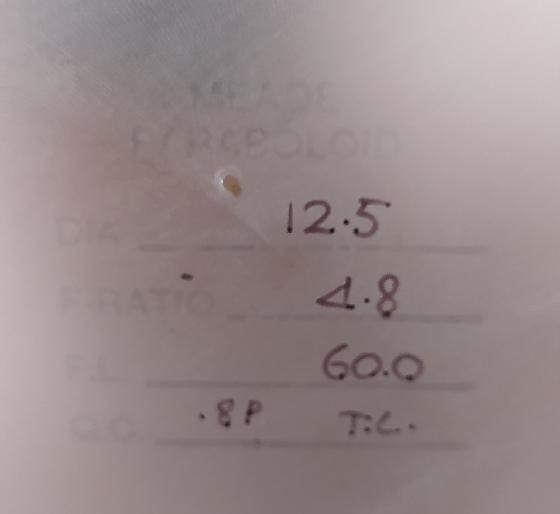 MEADE
PARABOLOID
DIA. 12.5
F-RATIO 4.8
F.L. 60.0
Q.C. .8P T.C.